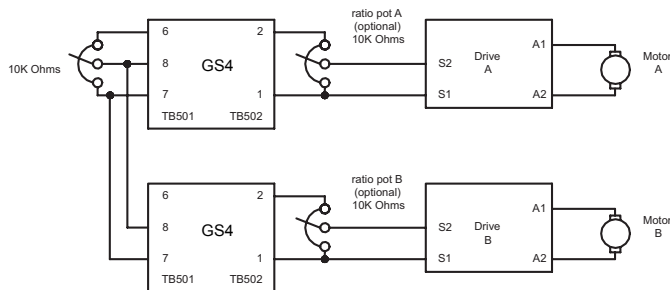 ratio pot A
(optional)
10K Ohms
6
2
A1
Motor
A
10K Ohms
8
GS4
S2
Drive
A
7
1
S1
A2
TB501
TB502
ratio pot B
(optional)
10K Ohms
6
2
A1
Motor
B
8
GS4
S2
Drive
B
7
1
S1
A2
TB501
TB502